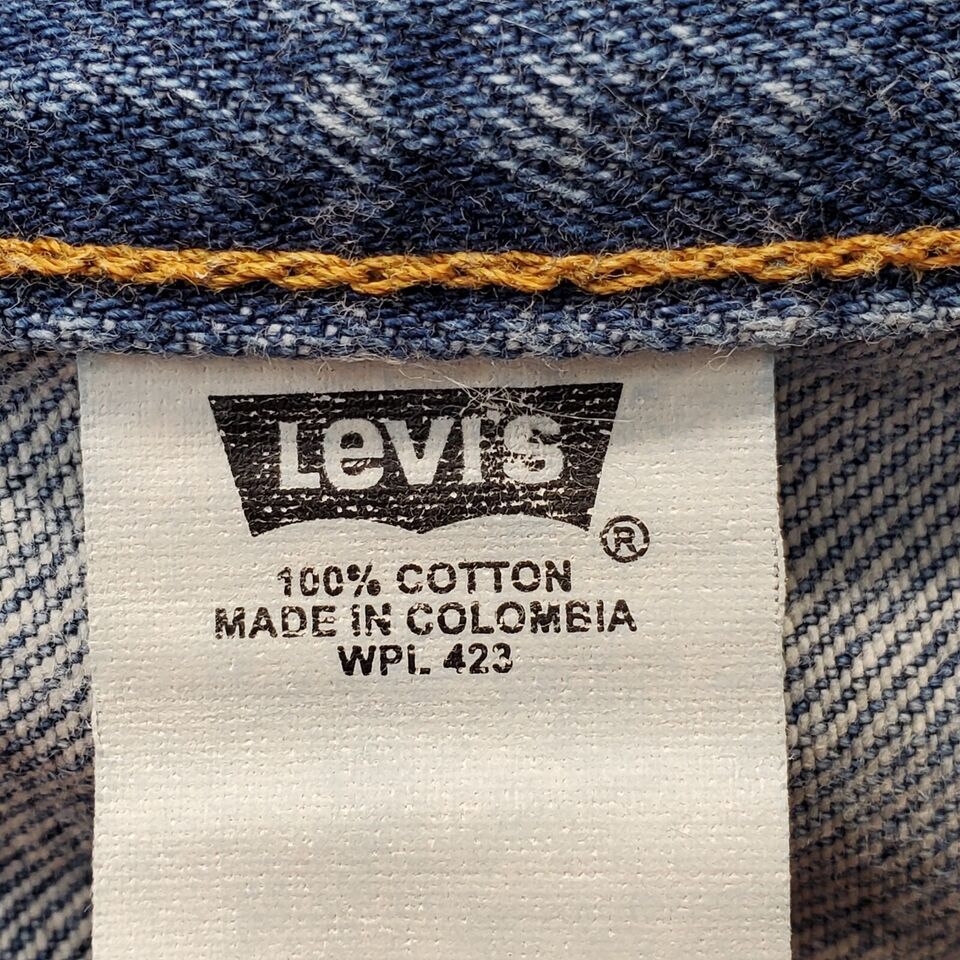 Levi's
®
100% COTTON
MADE IN COLOMBIA
WPL 423